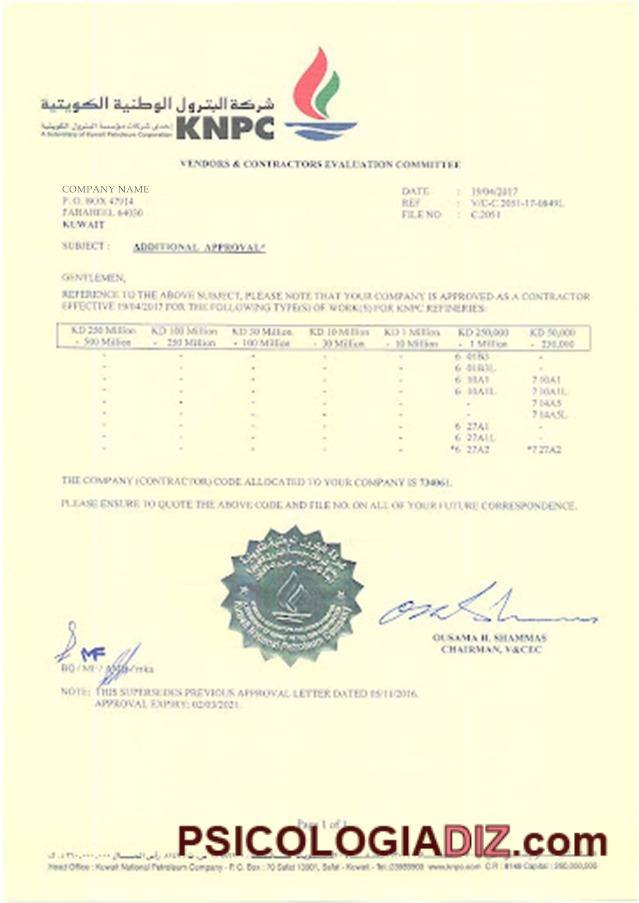 شركة البترول الوطنية الكويتية
إحدى شركات مؤسسة البترول الكويتية
A Subsidiary of Kuwait Petroleum Corporation
KNPC
VENDORS & CONTRACTORS EVALUATION COMMITTEE
COMPANY NAME
P. O. BOX 47914
FAHAHEEL 64030
KUWAIT
DATE : 19/04/2017
REF : V/C-C.2051-17-0849L
FILE NO : C.2051
SUBJECT : ADDITIONAL APPROVAL*
GENTLEMEN,
REFERENCE TO THE ABOVE SUBJECT, PLEASE NOTE THAT YOUR COMPANY IS APPROVED AS A CONTRACTOR
EFFECTIVE 19/04/2017 FOR THE FOLLOWING TYPE(S) OF WORK(S) FOR KNPC REFINERIES:
KD 250 Million KD 100 Million KD 30 Million KD 10 Million KD 1 Million KD 250,000 KD 50,000
- 500 Million - 250 Million - 100 Million - 30 Million - 10 Million - 1 Million - 250,000
- - - - - 6 01B3 -
- - - - - 6 01B3L -
- - - - - 6 10A1 7 10A1
- - - - - 6 10A1L 7 10A1L
- - - - - - 7 14A5
- - - - - - 7 14A5L
- - - - - 6 27A1 -
- - - - - 6 27A1L -
- - - - - *6 27A2 *7 27A2
THE COMPANY (CONTRACTOR) CODE ALLOCATED TO YOUR COMPANY IS 734061.
PLEASE ENSURE TO QUOTE THE ABOVE CODE AND FILE NO. ON ALL OF YOUR FUTURE CORRESPONDENCE.
شركة البترول الوطنية الكويتية
Kuwait National Petroleum Company
OUSAMA H. SHAMMAS
CHAIRMAN, V&CEC
MF
BQ / MF / /mka
NOTE: THIS SUPERSEDES PREVIOUS APPROVAL LETTER DATED 05/11/2016.
APPROVAL EXPIRY: 02/03/2021.
Page 1 of 1
PSICOLOGIADIZ.com
Head Office : Kuwait National Petroleum Company - P.O. Box : 70 Safat 13001, Safat - Kuwait - Tel.: www.knpc.com C.R : 8149 Capital : 260,000,000